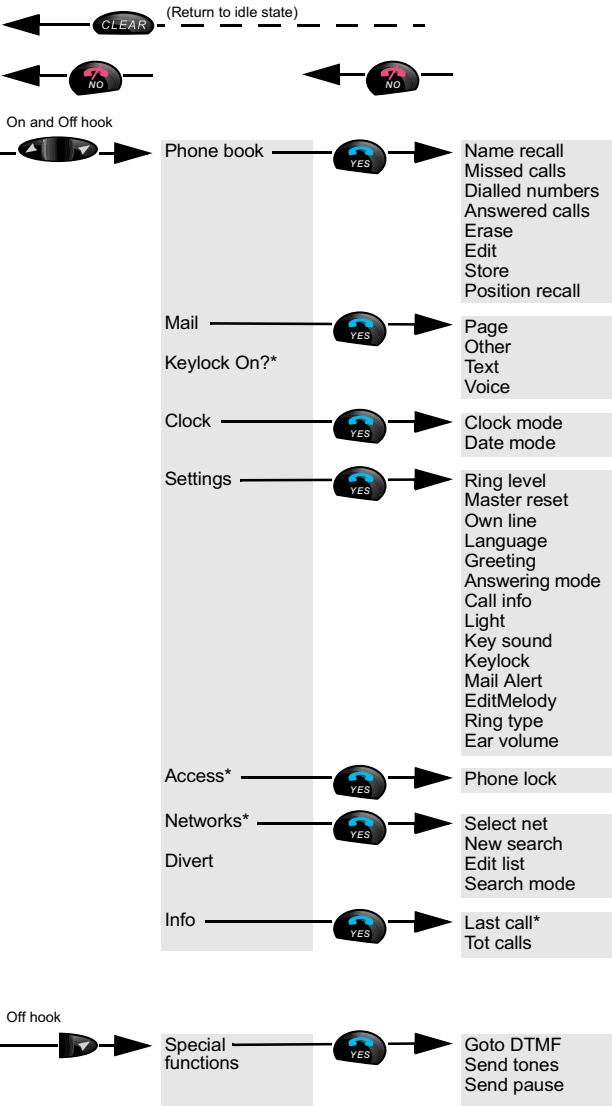 (Return to idle state)
CLEAR
NO
NO
On and Off hook
Phone book
YES
Name recall
Missed calls
Dialled numbers
Answered calls
Erase
Edit
Store
Position recall
Mail
YES
Page
Other
Text
Voice
Keylock On?*
Clock
YES
Clock mode
Date mode
Settings
YES
Ring level
Master reset
Own line
Language
Greeting
Answering mode
Call info
Light
Key sound
Keylock
Mail Alert
EditMelody
Ring type
Ear volume
Access*
YES
Phone lock
Networks*
YES
Select net
New search
Edit list
Search mode
Divert
Info
YES
Last call*
Tot calls
Off hook
Special
functions
YES
Goto DTMF
Send tones
Send pause